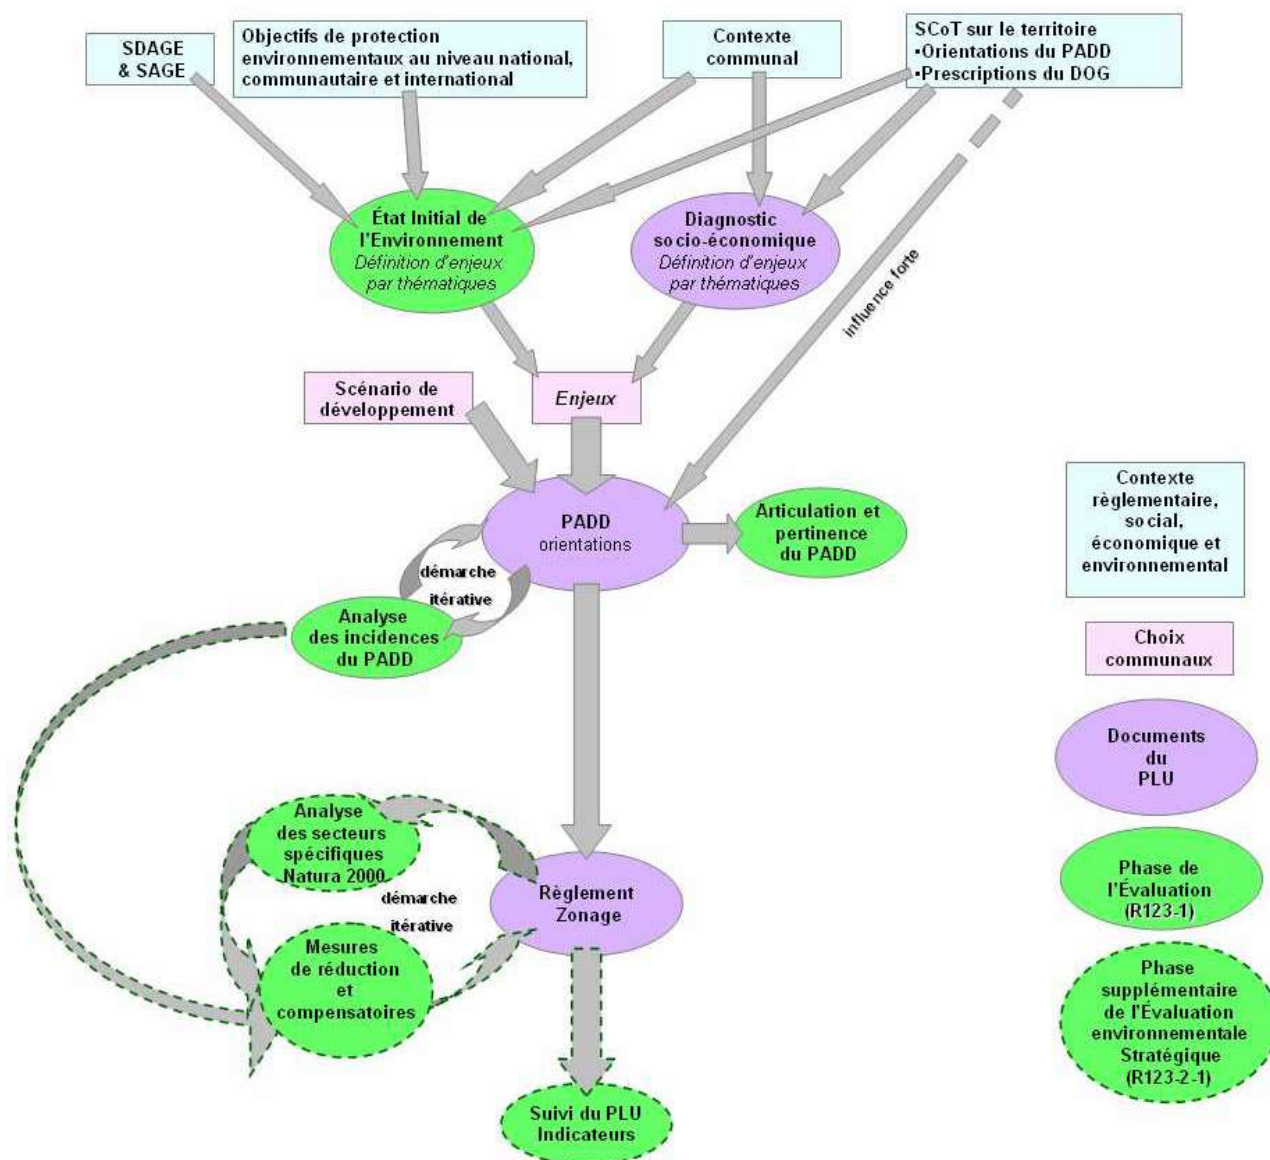 SDAGE
& SAGE
Objectifs de protection
environnementaux au niveau national,
communautaire et international
Contexte
communal
SCoT sur le territoire
▪Orientations du PADD
▪Prescriptions du DOG
État Initial de
l'Environnement
Définition d'enjeux
par thématiques
Diagnostic
socio-économique
Définition d'enjeux
par thématiques
influence forte
Scénario de
développement
Enjeux
PADD
orientations
Articulation et
pertinence
du PADD
démarche
itérative
Analyse
des incidences
du PADD
Analyse
des secteurs
spécifiques
Natura 2000
démarche
itérative
Règlement
Zonage
Mesures
de réduction
et
compensatoires
Suivi du PLU
Indicateurs
Contexte
règlementaire,
social,
économique et
environnemental
Choix
communaux
Documents
du
PLU
Phase de
l'Évaluation
(R123-1)
Phase
supplémentaire
de l'Évaluation
environnementale
Stratégique
(R123-2-1)